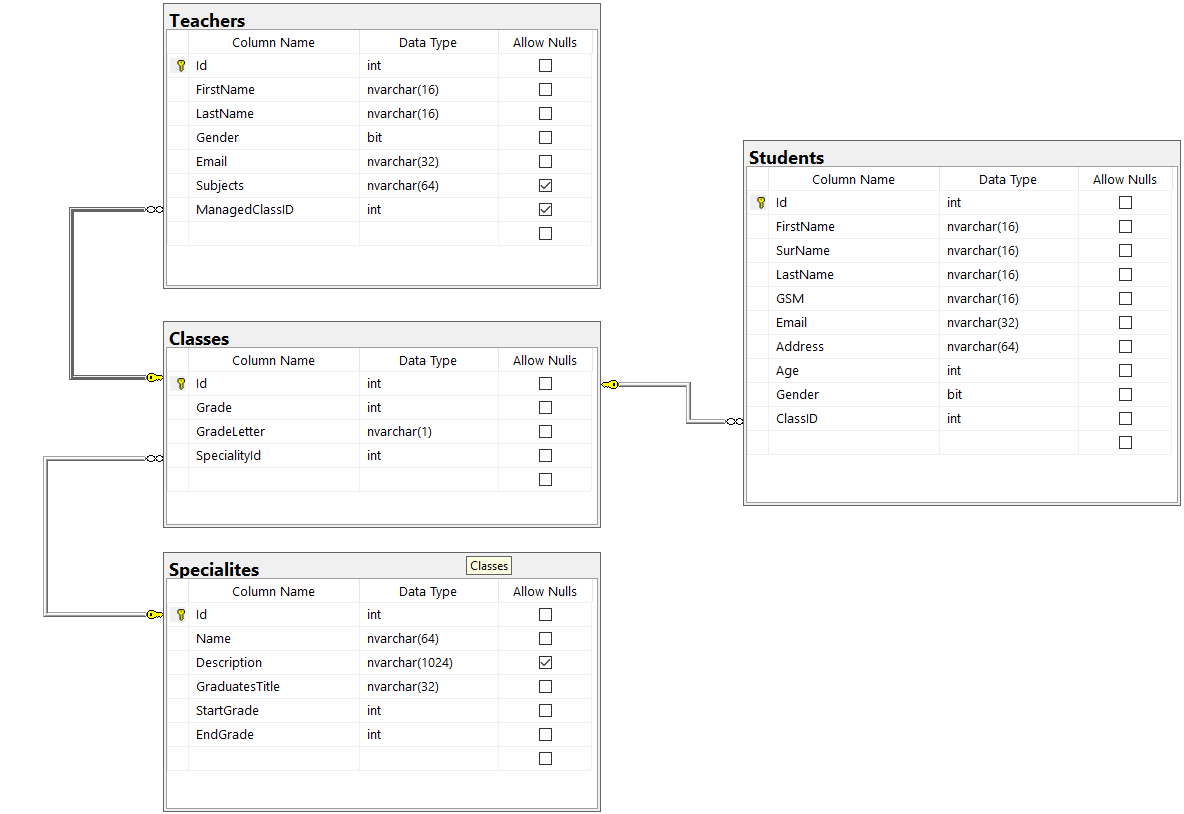 Teachers
Column Name Data Type Allow Nulls
Id int
FirstName nvarchar(16)
LastName nvarchar(16)
Gender bit
Email nvarchar(32)
Subjects nvarchar(64)
ManagedClassID int
Classes
Column Name Data Type Allow Nulls
Id int
Grade int
GradeLetter nvarchar(1)
SpecialityId int
Specialites
Classes
Column Name Data Type Allow Nulls
Id int
Name nvarchar(64)
Description nvarchar(1024)
GraduatesTitle nvarchar(32)
StartGrade int
EndGrade int
Students
Column Name Data Type Allow Nulls
Id int
FirstName nvarchar(16)
SurName nvarchar(16)
LastName nvarchar(16)
GSM nvarchar(16)
Email nvarchar(32)
Address nvarchar(64)
Age int
Gender bit
ClassID int